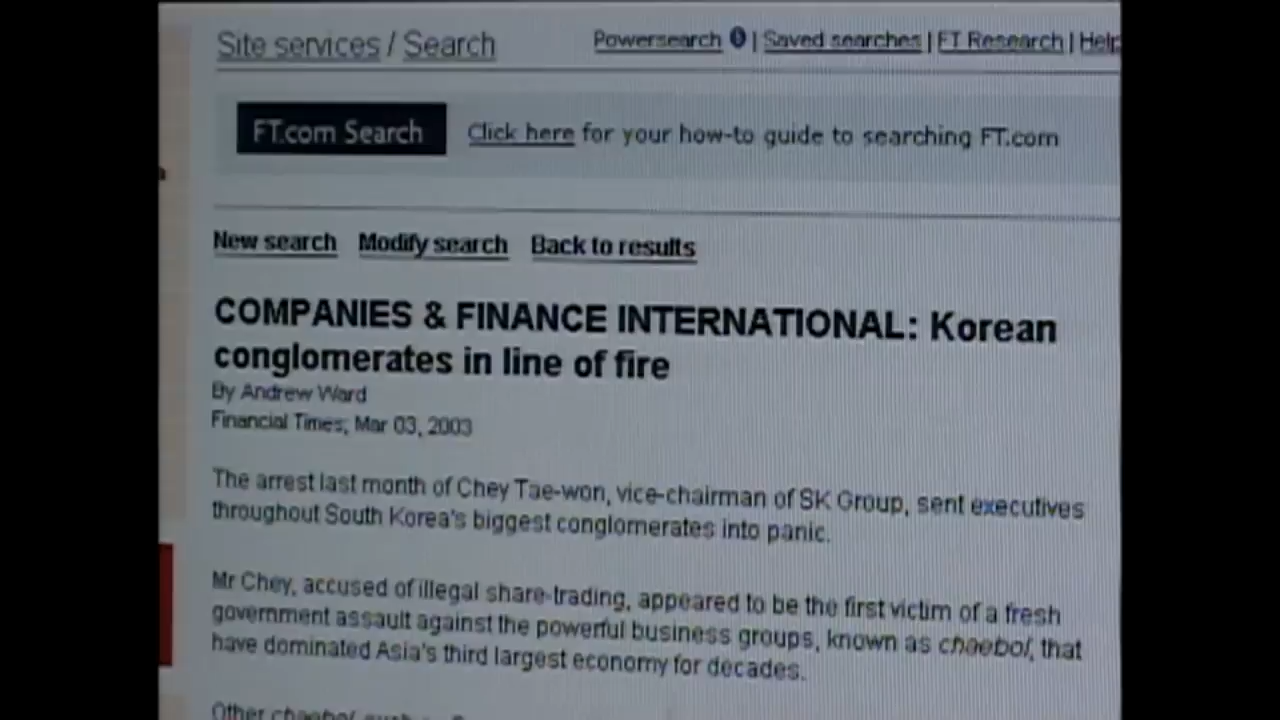 Site services / Search
Powersearch | Saved searches | FT Research | Help
FT.com Search
Click here for your how-to guide to searching FT.com
New search Modify search Back to results
COMPANIES & FINANCE INTERNATIONAL: Korean
conglomerates in line of fire
By Andrew Ward
Financial Times; Mar 03, 2003
The arrest last month of Chey Tae-won, vice-chairman of SK Group, sent executives
throughout South Korea's biggest conglomerates into panic.
Mr Chey, accused of illegal share-trading, appeared to be the first victim of a fresh
government assault against the powerful business groups, known as chaebol, that
have dominated Asia's third largest economy for decades.
Other chaebol